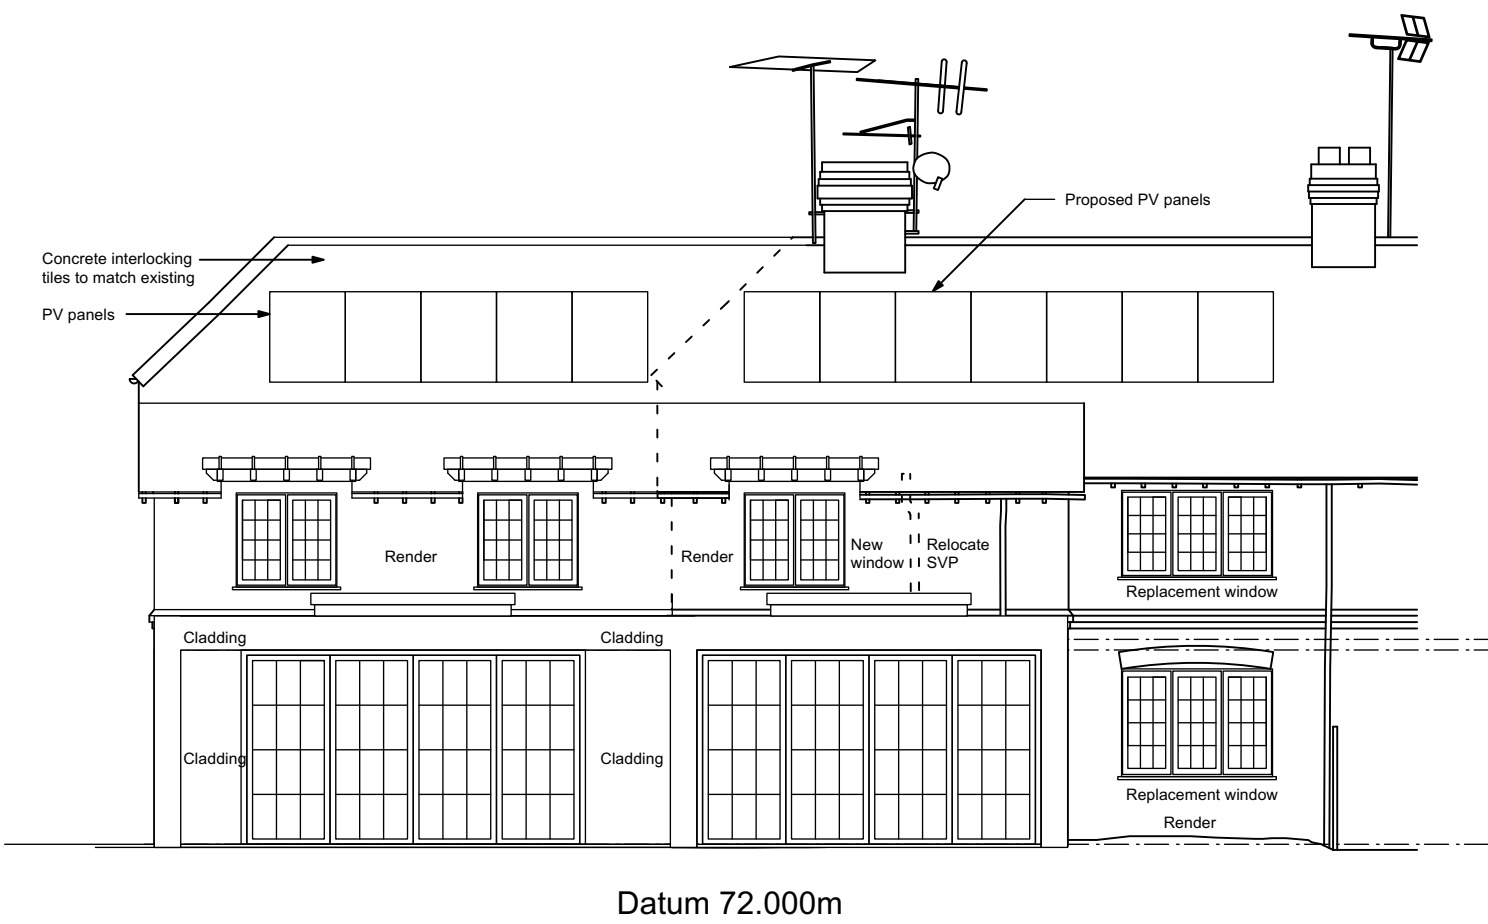 Proposed PV panels
Concrete interlocking
tiles to match existing
PV panels
Render
Render
New
window
Relocate
SVP
Replacement window
Cladding
Cladding
Cladding
Cladding
Replacement window
Render
Datum 72.000m